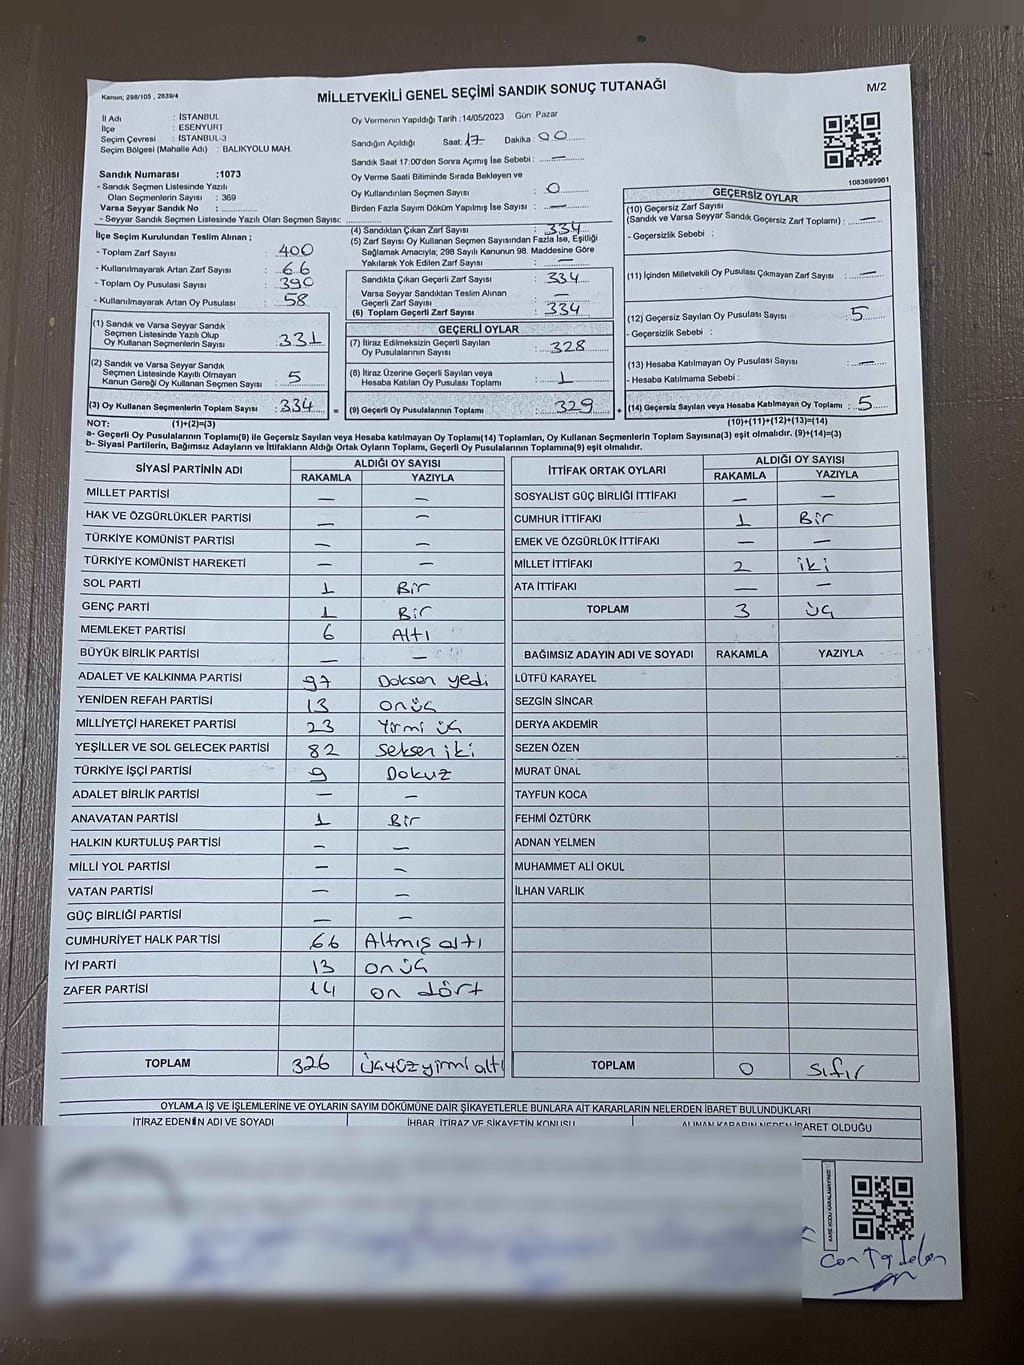 Kanun; 298/105 , 2839/4
MİLLETVEKİLİ GENEL SEÇİMİ SANDIK SONUÇ TUTANAĞI
M/2
İl Adı : İSTANBUL
İlçe : ESENYURT
Seçim Çevresi : İSTANBUL-3
Seçim Bölgesi (Mahalle Adı) : BALIKYOLU MAH.
Sandık Numarası :1073
- Sandık Seçmen Listesinde Yazılı
Olan Seçmenlerin Sayısı : 369
Varsa Seyyar Sandık No :
- Seyyar Sandık Seçmen Listesinde Yazılı Olan Seçmen Sayısı:
Oy Vermenin Yapıldığı Tarih : 14/05/2023 Gün: Pazar
Sandığın Açıldığı Saat: 17 Dakika : 00
Sandık Saat 17:00'den Sonra Açımış İse Sebebi : —
Oy Verme Saati Bitiminde Sırada Bekleyen ve
Oy Kullandırılan Seçmen Sayısı : 0
Birden Fazla Sayım Döküm Yapılmış İse Sayısı : —
1083699961
İlçe Seçim Kurulundan Teslim Alınan ;
- Toplam Zarf Sayısı : 400
- Kullanılmayarak Artan Zarf Sayısı : 66
- Toplam Oy Pusulası Sayısı : 390
- Kullanılmayarak Artan Oy Pusulası : 58
(1) Sandık ve Varsa Seyyar Sandık
Seçmen Listesinde Yazılı Olup
Oy Kullanan Seçmenlerin Sayısı : 331
(2) Sandık ve Varsa Seyyar Sandık
Seçmen Listesinde Kayıtlı Olmayan
Kanun Gereği Oy Kullanan Seçmen Sayısı : 5
(3) Oy Kullanan Seçmenlerin Toplam Sayısı : 334
(4) Sandıktan Çıkan Zarf Sayısı : 334
(5) Zarf Sayısı Oy Kullanan Seçmen Sayısından Fazla İse, Eşitliği
Sağlamak Amacıyla; 298 Sayılı Kanunun 98. Maddesine Göre
Yakılarak Yok Edilen Zarf Sayısı : —
Sandıkta Çıkan Geçerli Zarf Sayısı : 334
Varsa Seyyar Sandıktan Teslim Alınan
Geçerli Zarf Sayısı : —
(6) Toplam Geçerli Zarf Sayısı : 334
GEÇERLİ OYLAR
(7) İtiraz Edilmeksizin Geçerli Sayılan
Oy Pusulalarının Sayısı : 328
(8) İtiraz Üzerine Geçerli Sayılan veya
Hesaba Katılan Oy Pusulası Toplamı : 1
= (9) Geçerli Oy Pusulalarının Toplamı : 329 +
GEÇERSİZ OYLAR
(10) Geçersiz Zarf Sayısı
(Sandık ve Varsa Seyyar Sandık Geçersiz Zarf Toplamı) : —
- Geçersizlik Sebebi :
(11) İçinden Milletvekili Oy Pusulası Çıkmayan Zarf Sayısı : —
(12) Geçersiz Sayılan Oy Pusulası Sayısı : 5
- Geçersizlik Sebebi :
(13) Hesaba Katılmayan Oy Pusulası Sayısı : —
- Hesaba Katılmama Sebebi :
(14) Geçersiz Sayılan veya Hesaba Katılmayan Oy Toplamı : 5
NOT: (1)+(2)=(3) (10)+(11)+(12)+(13)=(14)
a- Geçerli Oy Pusulalarının Toplamı(9) ile Geçersiz Sayılan veya Hesaba katılmayan Oy Toplamı(14) Toplamları, Oy Kullanan Seçmenlerin Toplam Sayısına(3) eşit olmalıdır. (9)+(14)=(3)
b- Siyasi Partilerin, Bağımsız Adayların ve İttifakların Aldığı Ortak Oyların Toplamı, Geçerli Oy Pusulalarının Toplamına(9) eşit olmalıdır.
SİYASİ PARTİNİN ADI ALDIĞI OY SAYISI
RAKAMLA YAZIYLA
MİLLET PARTİSİ — —
HAK VE ÖZGÜRLÜKLER PARTİSİ — —
TÜRKİYE KOMÜNİST PARTİSİ — —
TÜRKİYE KOMÜNİST HAREKETİ — —
SOL PARTİ 1 Bir
GENÇ PARTİ 1 Bir
MEMLEKET PARTİSİ 6 Altı
BÜYÜK BİRLİK PARTİSİ — —
ADALET VE KALKINMA PARTİSİ 97 Doksen yedi
YENİDEN REFAH PARTİSİ 13 onüç
MİLLİYETÇİ HAREKET PARTİSİ 23 Yirmi üç
YEŞİLLER VE SOL GELECEK PARTİSİ 82 Seksen iki
TÜRKİYE İŞÇİ PARTİSİ 9 Dokuz
ADALET BİRLİK PARTİSİ — —
ANAVATAN PARTİSİ 1 Bir
HALKIN KURTULUŞ PARTİSİ — —
MİLLİ YOL PARTİSİ — —
VATAN PARTİSİ — —
GÜÇ BİRLİĞİ PARTİSİ — —
CUMHURİYET HALK PARTİSİ 66 Altmış altı
İYİ PARTİ 13 onüç
ZAFER PARTİSİ 14 on dört
TOPLAM 326 üçyüzyirmi altı
İTTİFAK ORTAK OYLARI ALDIĞI OY SAYISI
RAKAMLA YAZIYLA
SOSYALİST GÜÇ BİRLİĞİ İTTİFAKI — —
CUMHUR İTTİFAKI 1 Bir
EMEK VE ÖZGÜRLÜK İTTİFAKI — —
MİLLET İTTİFAKI 2 iki
ATA İTTİFAKI — —
TOPLAM 3 üç
BAĞIMSIZ ADAYIN ADI VE SOYADI RAKAMLA YAZIYLA
LÜTFÜ KARAYEL
SEZGİN SİNCAR
DERYA AKDEMİR
SEZEN ÖZEN
MURAT ÜNAL
TAYFUN KOCA
FEHMİ ÖZTÜRK
ADNAN YELMEN
MUHAMMET ALİ OKUL
İLHAN VARLIK
TOPLAM 0 Sıfır
OYLAMA İŞ VE İŞLEMLERİNE VE OYLARIN SAYIM DÖKÜMÜNE DAİR ŞİKAYETLERLE BUNLARA AİT KARARLARIN NELERDEN İBARET BULUNDUKLARI
İTİRAZ EDENİN ADI VE SOYADI İHBAR, İTİRAZ VE ŞİKAYETİN KONUSU ALINAN KARARIN NEDEN İBARET OLDUĞU
KARE KODU KARALAMAYINIZ!